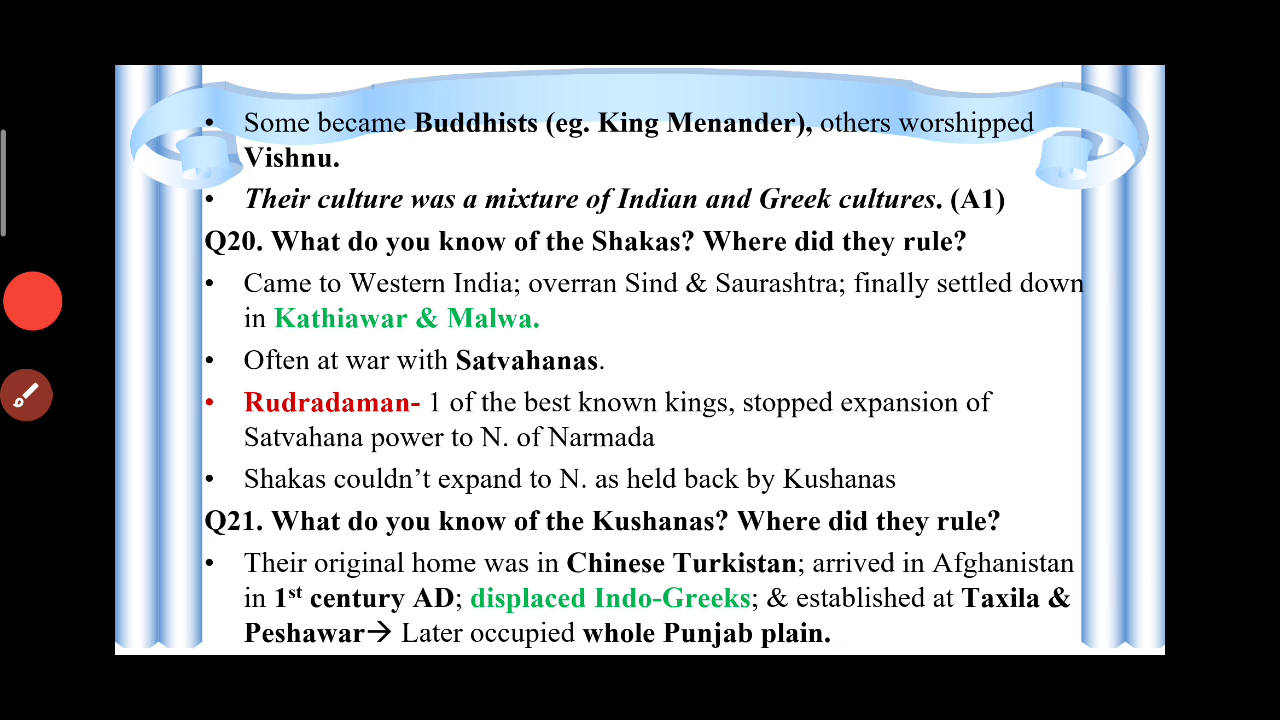 • Some became Buddhists (eg. King Menander), others worshipped
Vishnu.
• Their culture was a mixture of Indian and Greek cultures. (A1)
Q20. What do you know of the Shakas? Where did they rule?
• Came to Western India; overran Sind & Saurashtra; finally settled down
in Kathiawar & Malwa.
• Often at war with Satvahanas.
• Rudradaman- 1 of the best known kings, stopped expansion of
Satvahana power to N. of Narmada
• Shakas couldn’t expand to N. as held back by Kushanas
Q21. What do you know of the Kushanas? Where did they rule?
• Their original home was in Chinese Turkistan; arrived in Afghanistan
in 1st century AD; displaced Indo-Greeks; & established at Taxila &
Peshawar→ Later occupied whole Punjab plain.